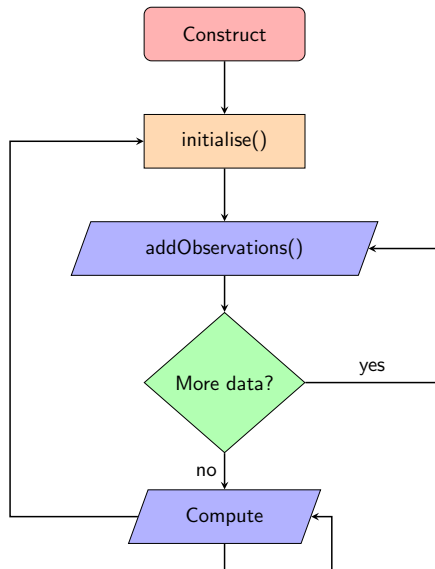 Construct
initialise()
addObservations()
More data?
yes
no
Compute